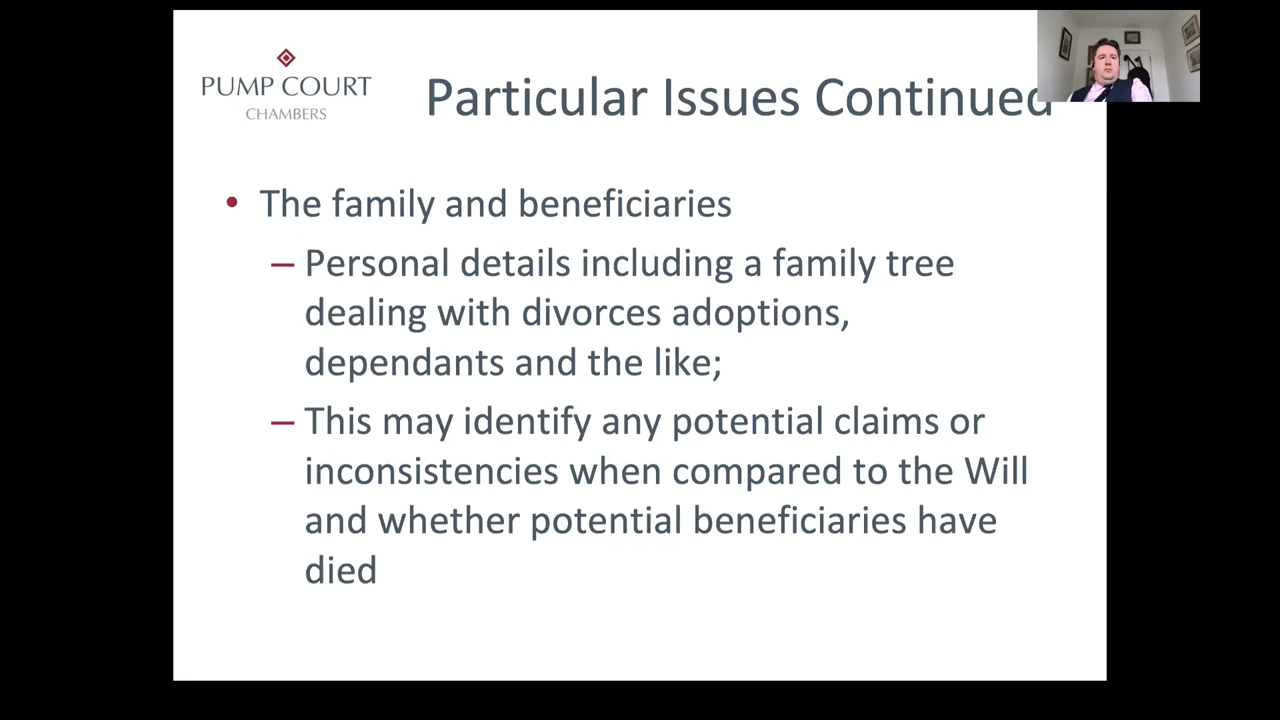 PUMP COURT
CHAMBERS
Particular Issues Continued
• The family and beneficiaries
– Personal details including a family tree
dealing with divorces adoptions,
dependants and the like;
– This may identify any potential claims or
inconsistencies when compared to the Will
and whether potential beneficiaries have
died